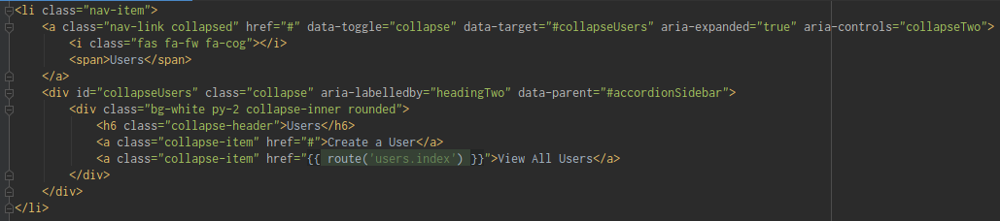 <li class="nav-item">
    <a class="nav-link collapsed" href="#" data-toggle="collapse" data-target="#collapseUsers" aria-expanded="true" aria-controls="collapseTwo">
        <i class="fas fa-fw fa-cog"></i>
        <span>Users</span>
    </a>
    <div id="collapseUsers" class="collapse" aria-labelledby="headingTwo" data-parent="#accordionSidebar">
        <div class="bg-white py-2 collapse-inner rounded">
            <h6 class="collapse-header">Users</h6>
            <a class="collapse-item" href="#">Create a User</a>
            <a class="collapse-item" href="{{ route('users.index') }}">View All Users</a>
        </div>
    </div>
</li>